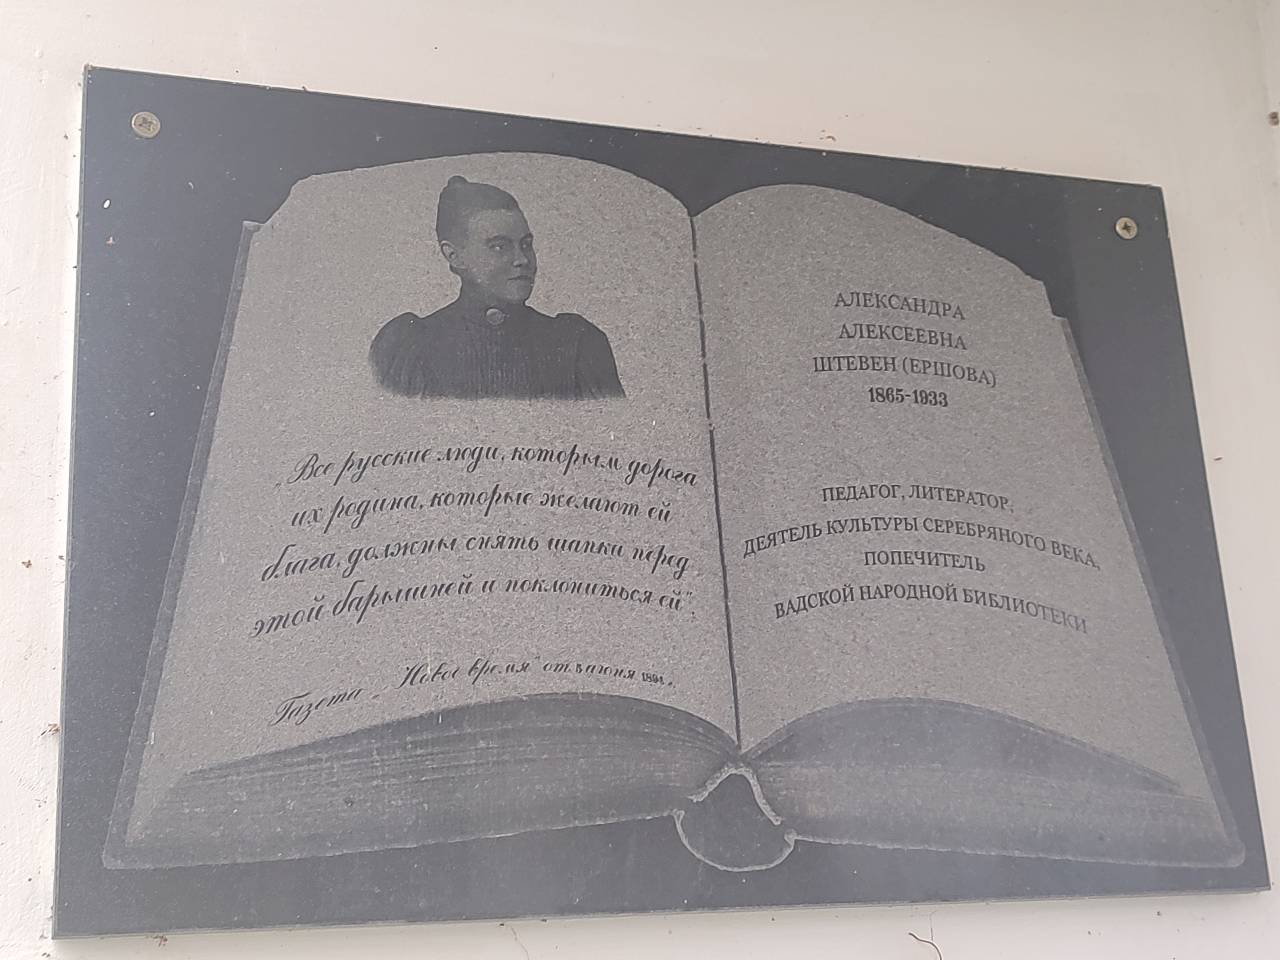 „Все русские люди, которым дорога
их родина, которые желают ей
блага, должны снять шапки перед
этой барышней и поклониться ей".
Газета „Новое время" от июня 1894 г.
АЛЕКСАНДРА
АЛЕКСЕЕВНА
ШТЕВЕН (ЕРШОВА)
1865-1933
ПЕДАГОГ, ЛИТЕРАТОР,
ДЕЯТЕЛЬ КУЛЬТУРЫ СЕРЕБРЯНОГО ВЕКА,
ПОПЕЧИТЕЛЬ
ВАДСКОЙ НАРОДНОЙ БИБЛИОТЕКИ